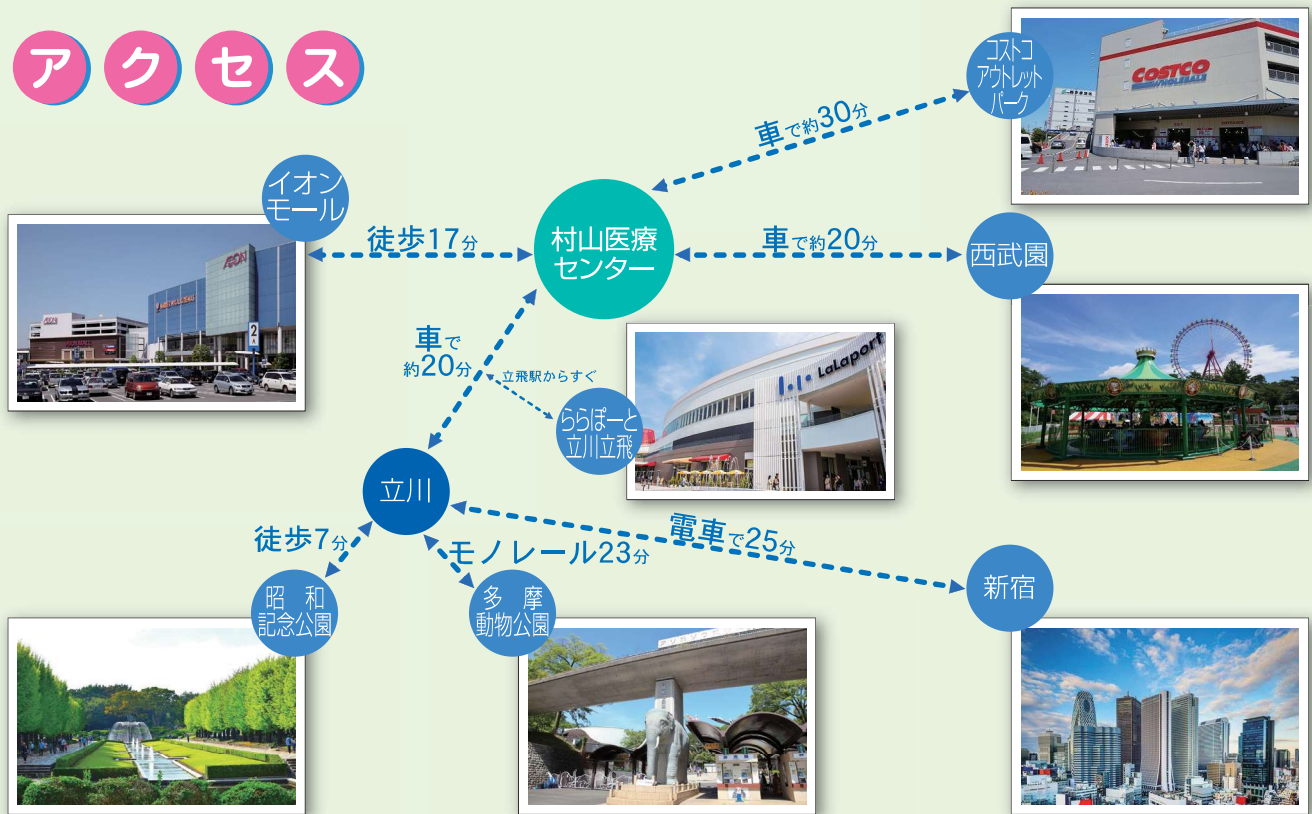 アクセス
コストコ
アウトレット
パーク
COSTCO
WHOLESALE
車で約30分
イオン
モール
徒歩17分
村山医療
センター
車で約20分
西武園
AEON
2
車で
約20分
立飛駅からすぐ
LaLaport
ららぽーと
立川立飛
立川
電車で25分
徒歩7分
モノレール23分
新宿
昭和
記念公園
多摩
動物公園